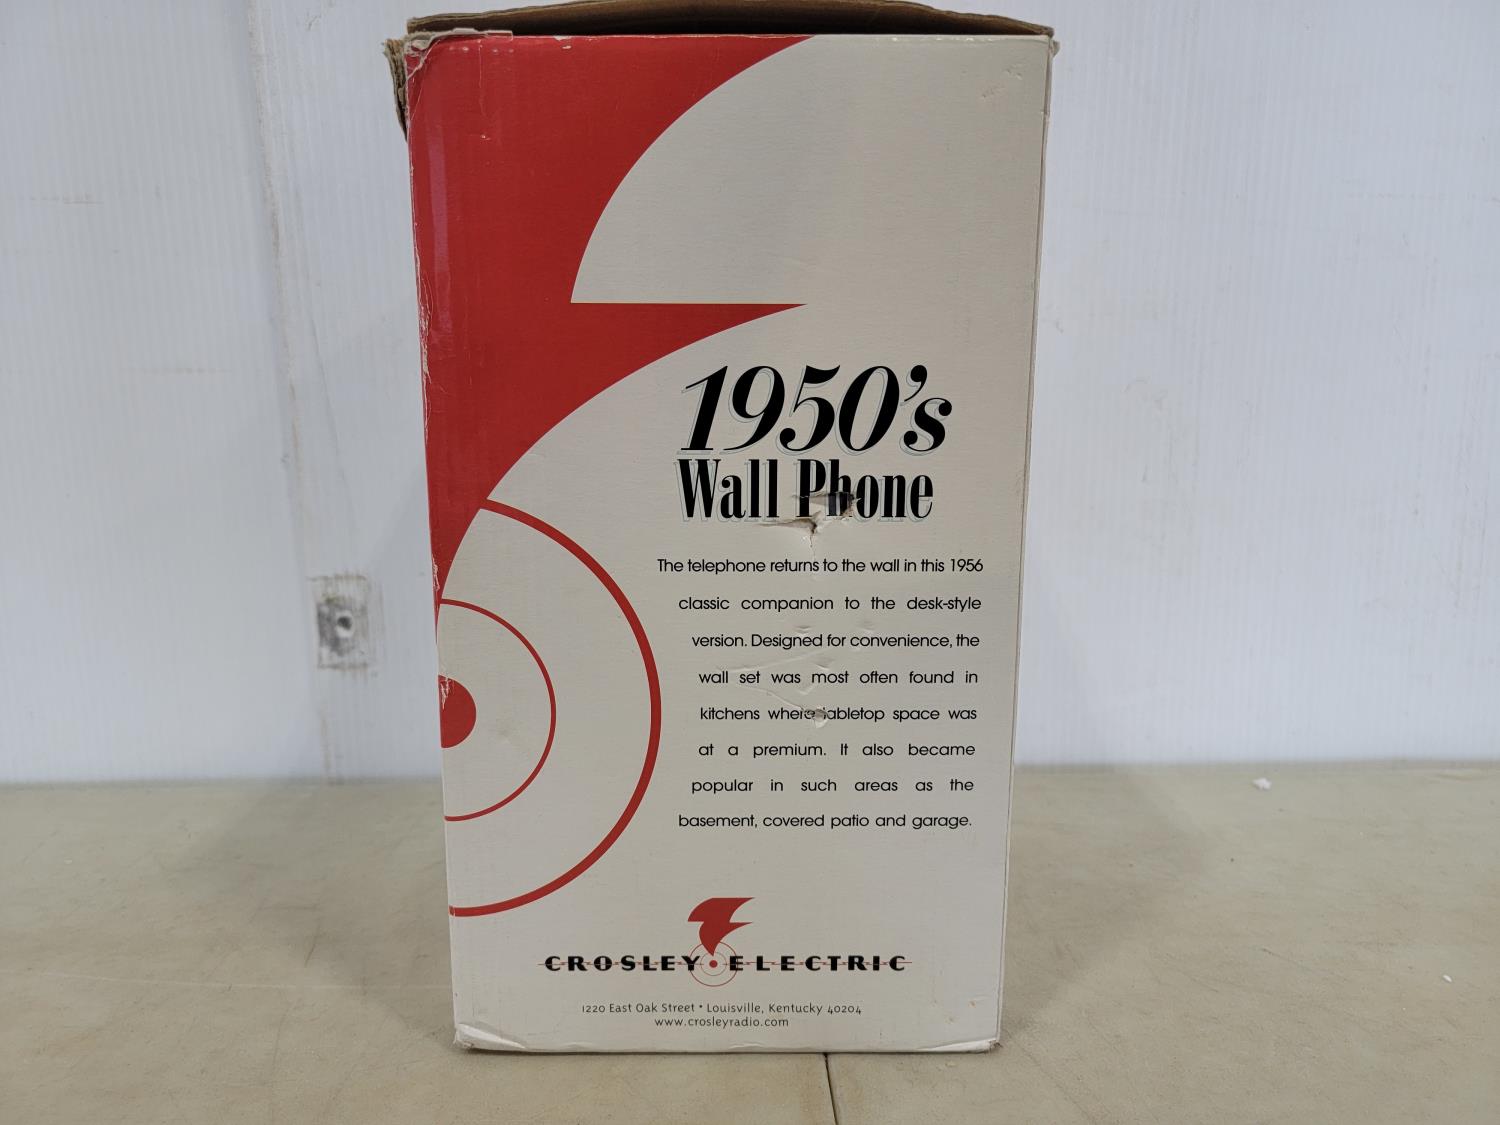 1950's
Wall Phone
The telephone returns to the wall in this 1956
classic companion to the desk-style
version. Designed for convenience, the
wall set was most often found in
kitchens where tabletop space was
at a premium. It also became
popular in such areas as the
basement, covered patio and garage.
CROSLEY ELECTRIC
1220 East Oak Street • Louisville, Kentucky 40204
www.crosleyradio.com